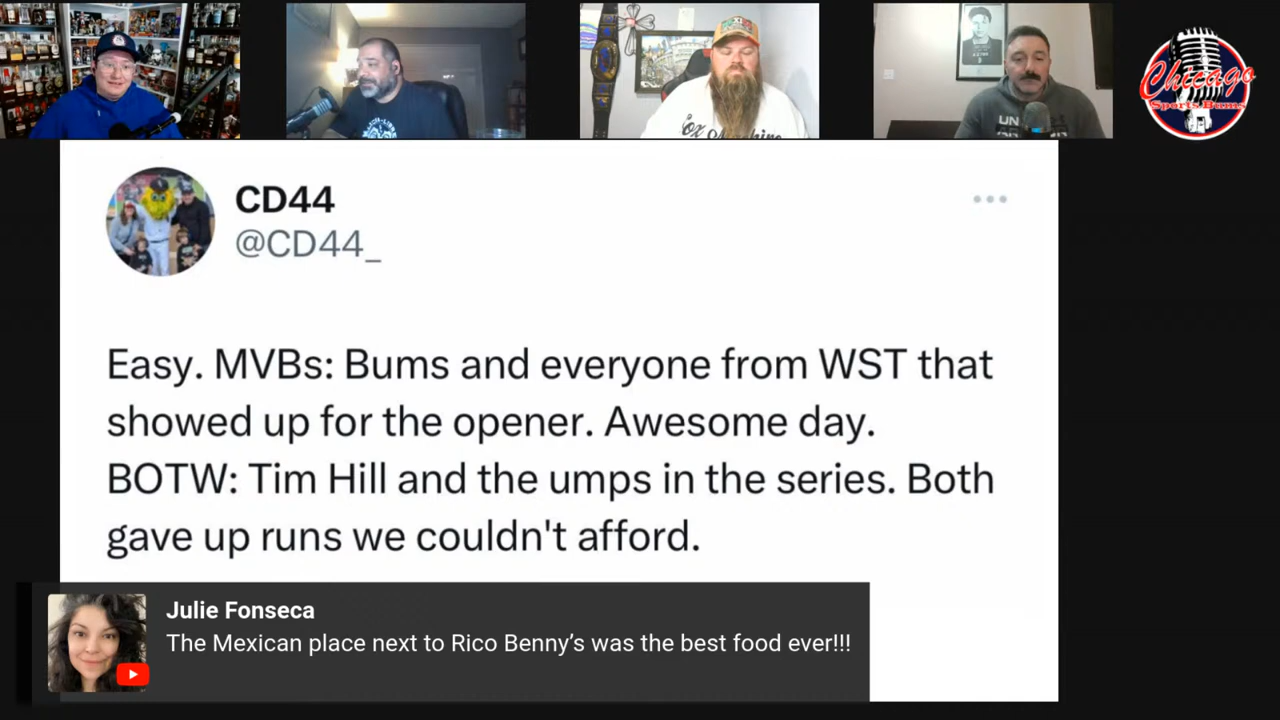 Chicago
Sports Bums
CD44
@CD44_
Easy. MVBs: Bums and everyone from WST that
showed up for the opener. Awesome day.
BOTW: Tim Hill and the umps in the series. Both
gave up runs we couldn't afford.
Julie Fonseca
The Mexican place next to Rico Benny’s was the best food ever!!!